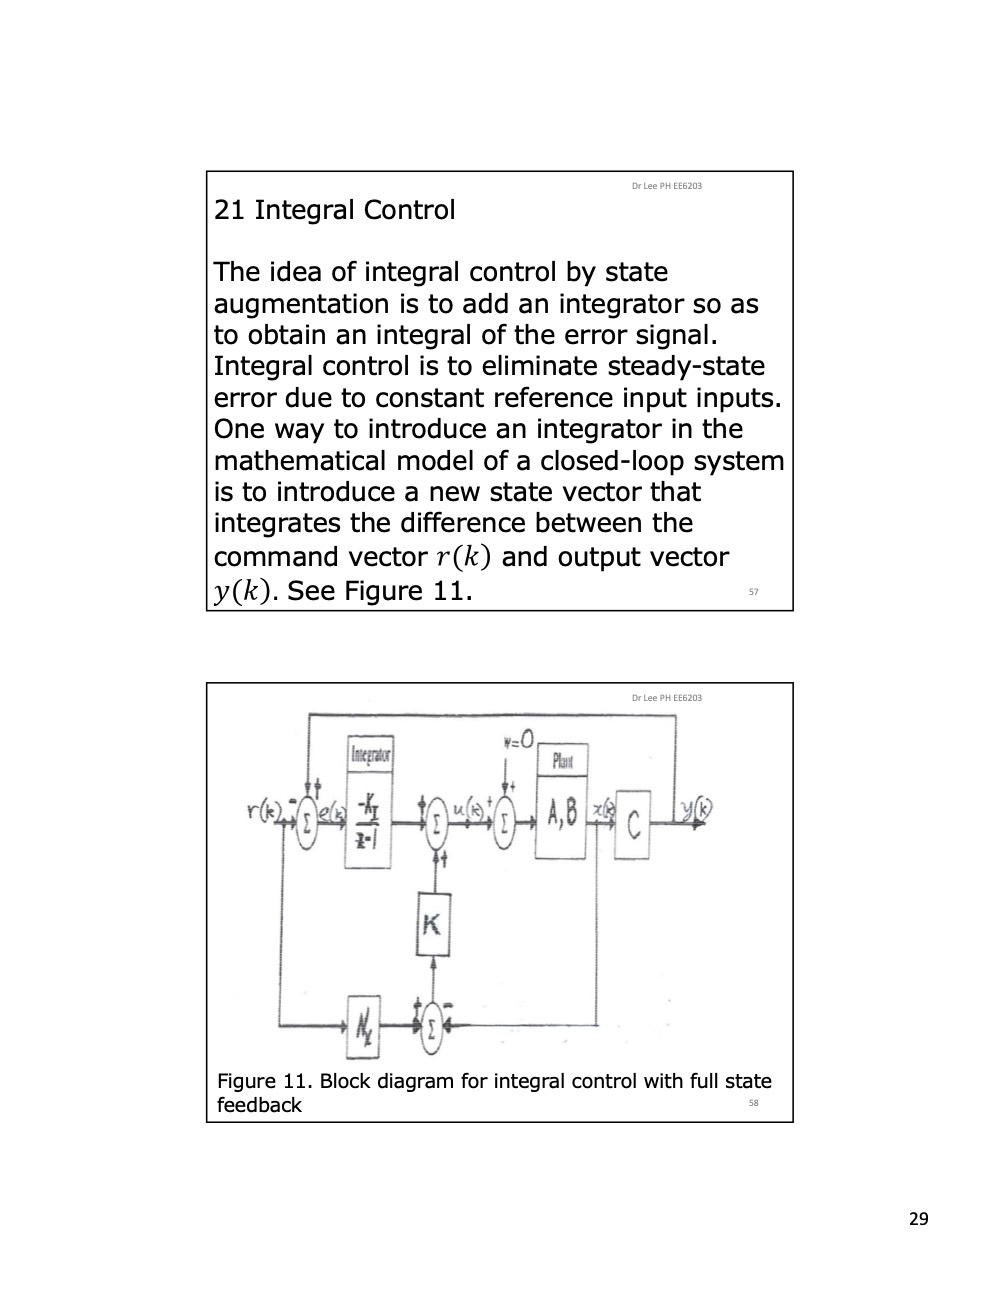 Dr Lee PH EE6203
21 Integral Control
The idea of integral control by state
augmentation is to add an integrator so as
to obtain an integral of the error signal.
Integral control is to eliminate steady-state
error due to constant reference input inputs.
One way to introduce an integrator in the
mathematical model of a closed-loop system
is to introduce a new state vector that
integrates the difference between the
command vector r(k) and output vector
y(k). See Figure 11.
57
Dr Lee PH EE6203
w=0
Integrator
Plant
r(k) − + Σ e(k) -K_I/z-1 + Σ u(k) + + Σ A, B x(k) C y(k)
+
K
+ −
N_x Σ
Figure 11. Block diagram for integral control with full state
feedback
58
29